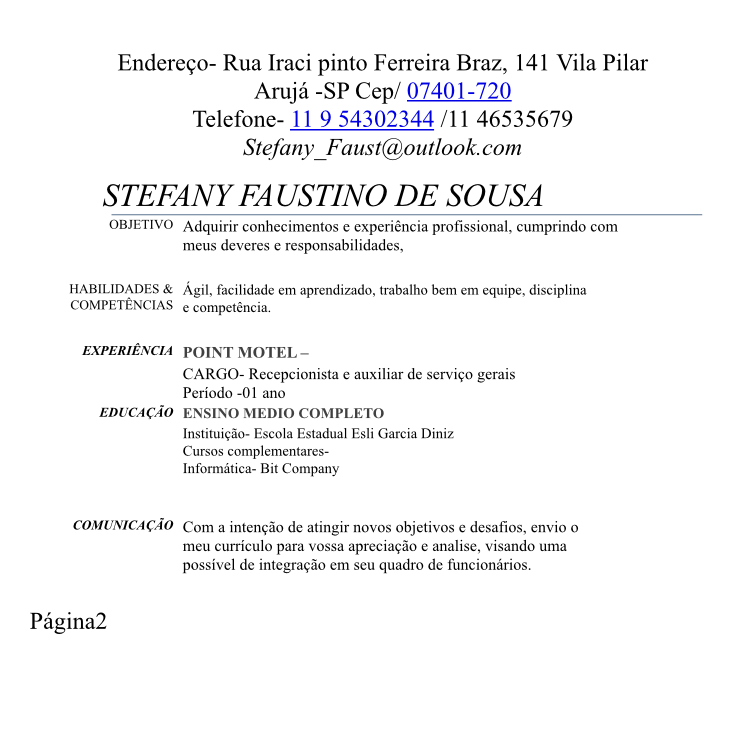 Endereço- Rua Iraci pinto Ferreira Braz, 141 Vila Pilar
Arujá -SP Cep/ 07401-720
Telefone- 11 9 54302344 /11 46535679
Stefany_Faust@outlook.com
STEFANY FAUSTINO DE SOUSA
OBJETIVO Adquirir conhecimentos e experiência profissional, cumprindo com
meus deveres e responsabilidades,
HABILIDADES & Ágil, facilidade em aprendizado, trabalho bem em equipe, disciplina
COMPETÊNCIAS e competência.
EXPERIÊNCIA POINT MOTEL –
CARGO- Recepcionista e auxiliar de serviço gerais
Período -01 ano
EDUCAÇÃO ENSINO MEDIO COMPLETO
Instituição- Escola Estadual Esli Garcia Diniz
Cursos complementares-
Informática- Bit Company
COMUNICAÇÃO Com a intenção de atingir novos objetivos e desafios, envio o
meu currículo para vossa apreciação e analise, visando uma
possível de integração em seu quadro de funcionários.
Página2